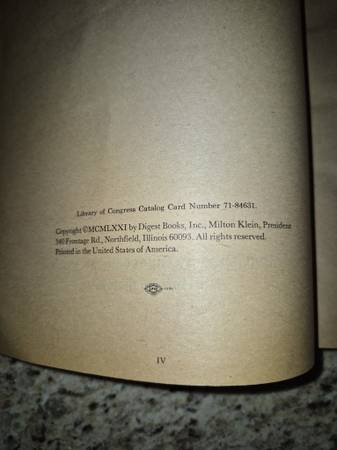 Library of Congress Catalog Card Number 71-84631.
Copyright ©MCMLXXI by Digest Books, Inc., Milton Klein, President
540 Frontage Rd., Northfield, Illinois 60093. All rights reserved.
Printed in the United States of America.
IV